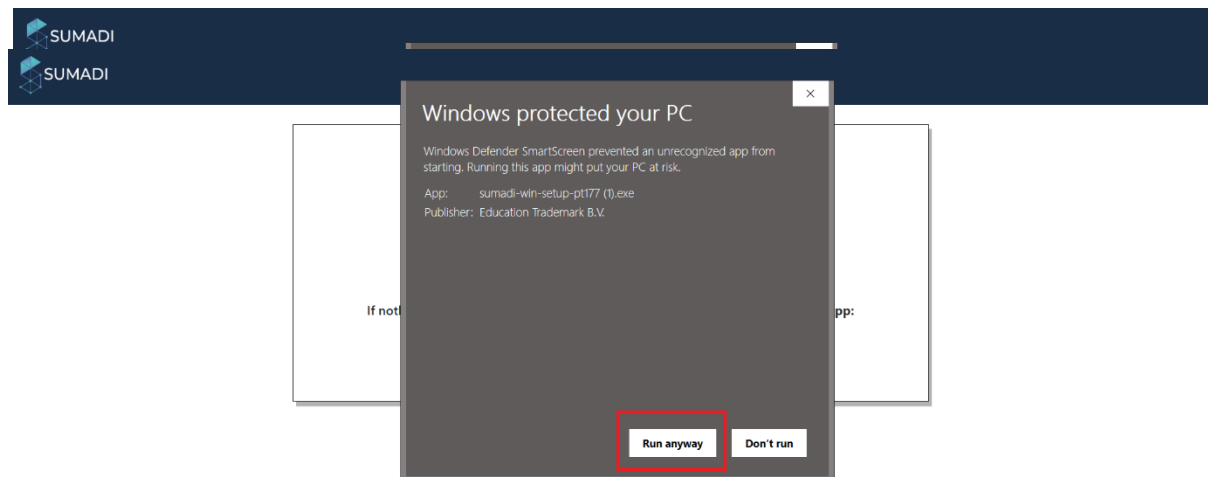 SUMADI
SUMADI
Windows protected your PC
Windows Defender SmartScreen prevented an unrecognized app from
starting. Running this app might put your PC at risk.
App: sumadi-win-setup-pt177 (1).exe
Publisher: Education Trademark B.V.
If
Run anyway
Don't run